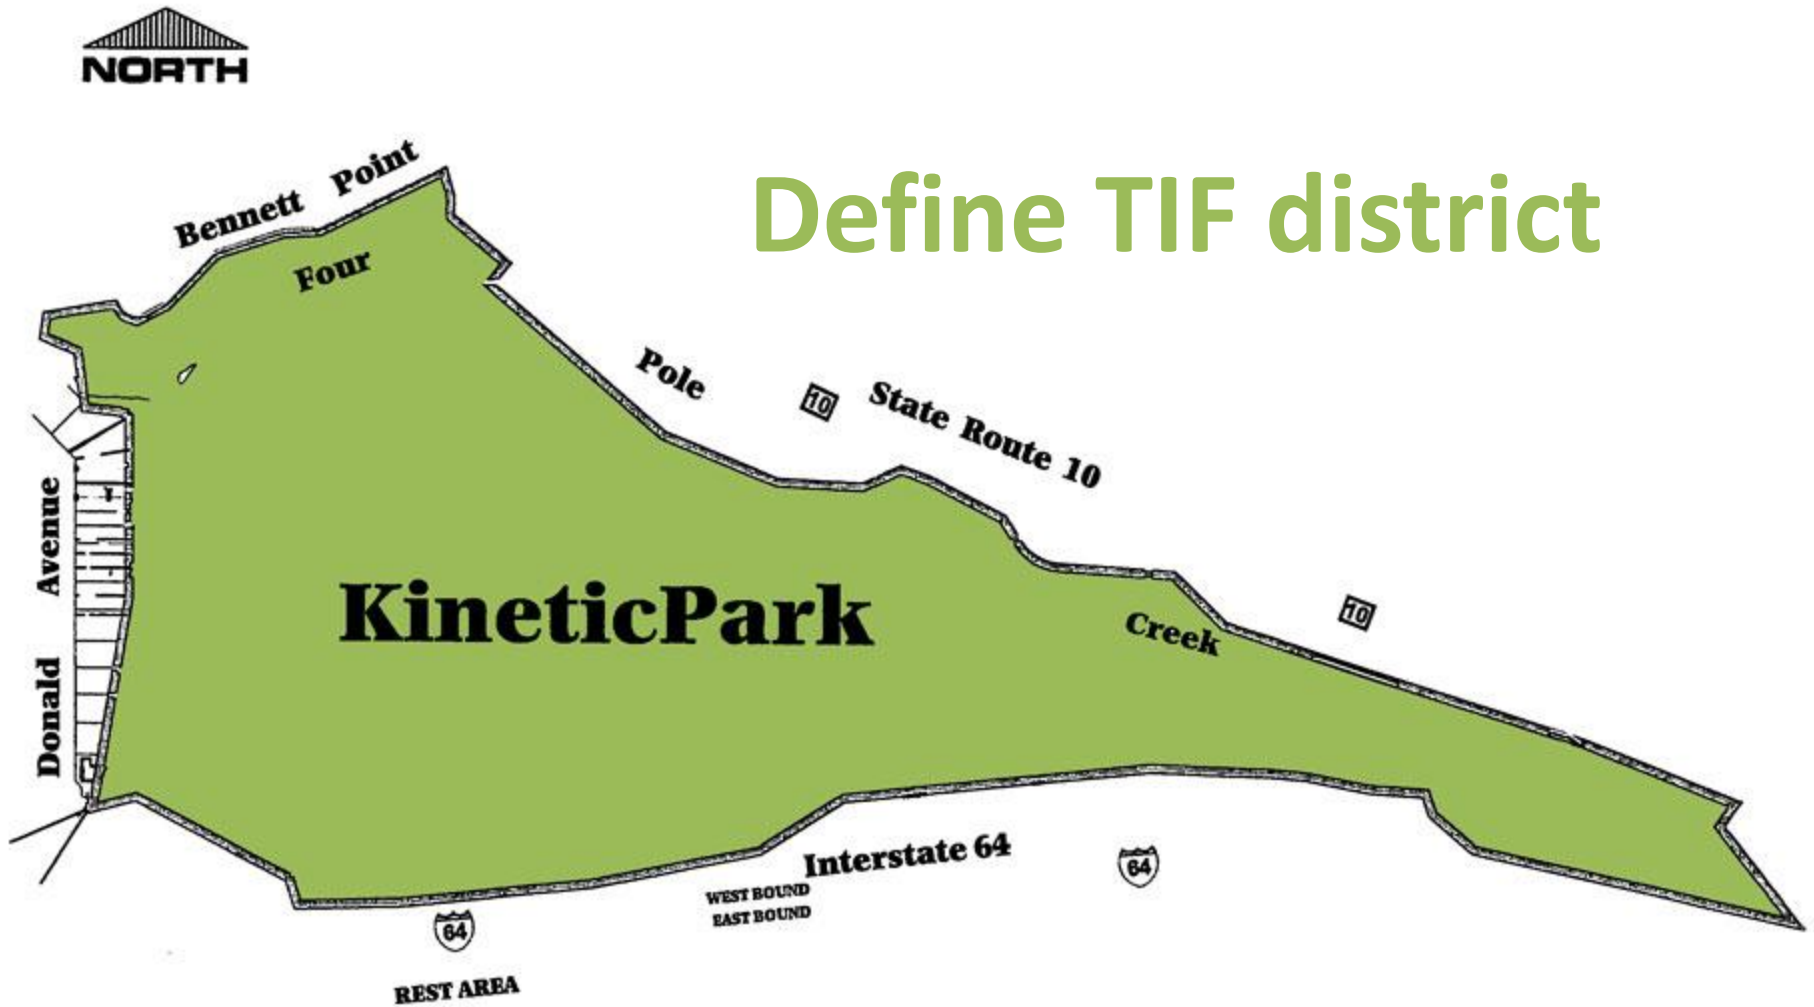 NORTH
Define TIF district
Bennett Point
Four
Pole
10
State Route 10
Donald Avenue
KineticPark
Creek
10
Interstate 64
WEST BOUND
EAST BOUND
64
64
REST AREA